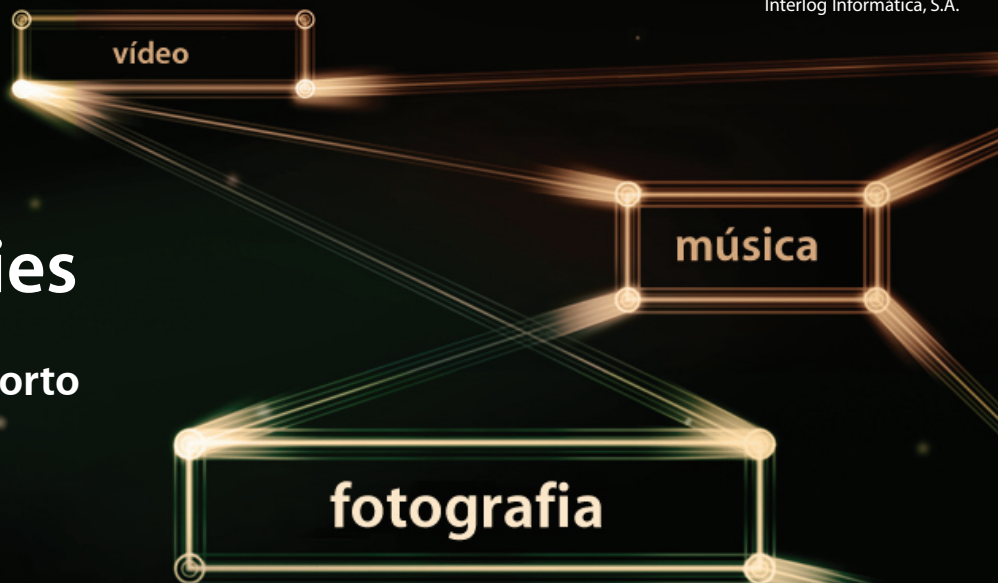 Interlog Informática, S.A.
vídeo
música
ies
orto
fotografia